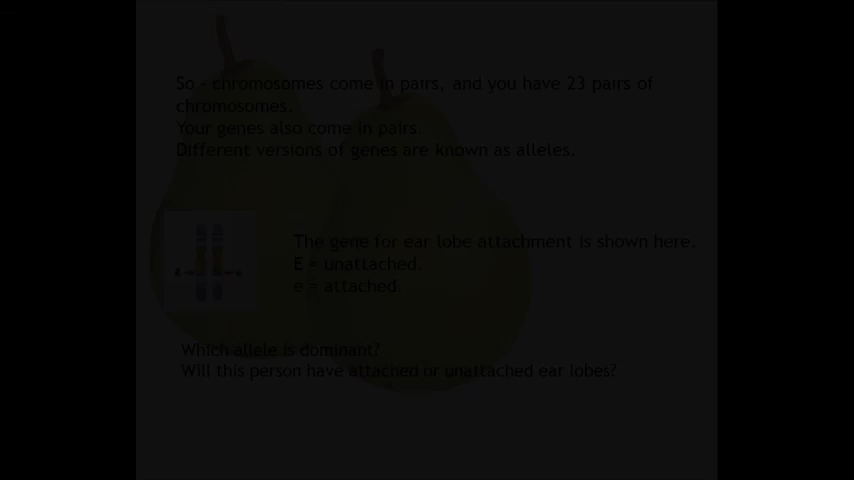 So - chromosomes come in pairs, and you have 23 pairs of
chromosomes.
Your genes also come in pairs.
Different versions of genes are known as alleles.
The gene for ear lobe attachment is shown here.
E = unattached.
e = attached.
Which allele is dominant?
Will this person have attached or unattached ear lobes?